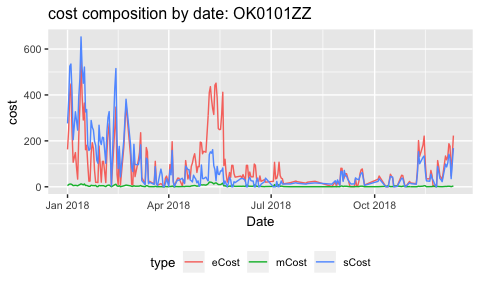 cost composition by date: OK0101ZZ
600
400
200
0
cost
Jan 2018 Apr 2018 Jul 2018 Oct 2018
Date
type eCost mCost sCost